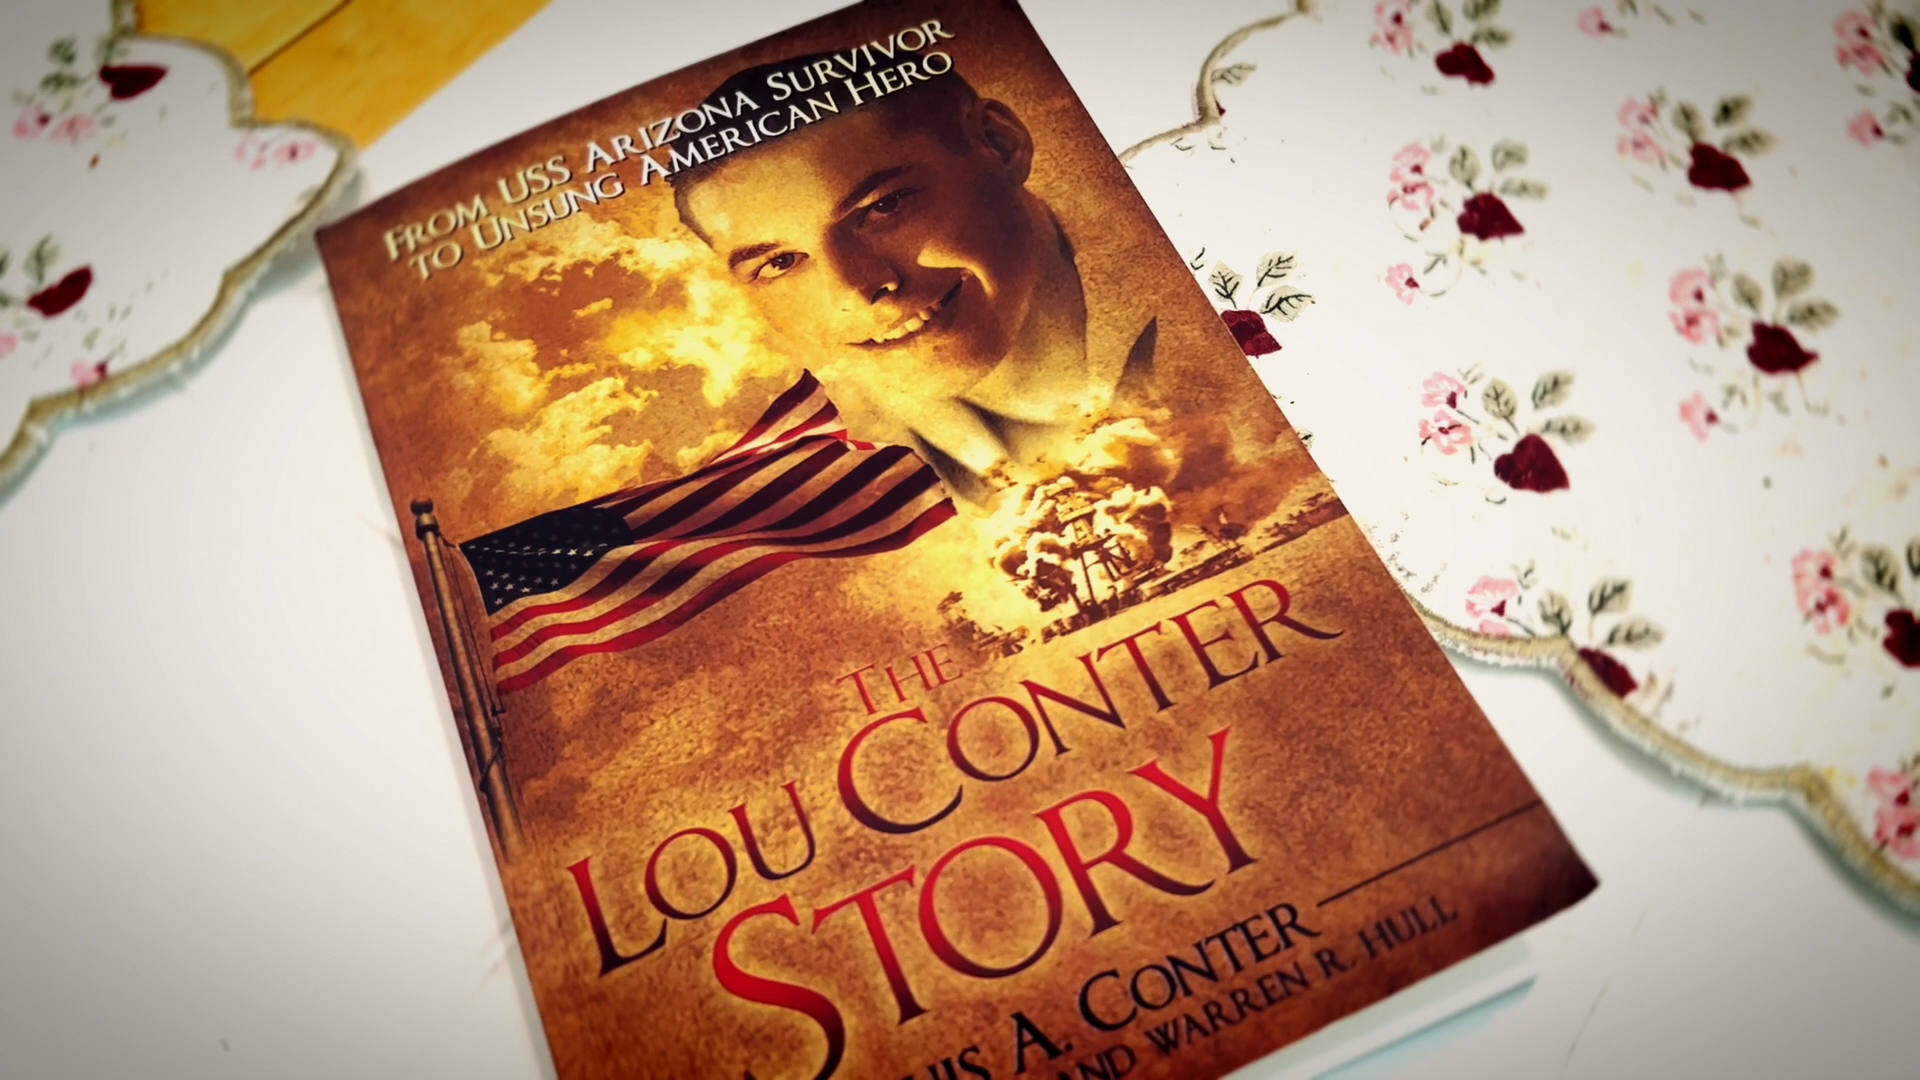 FROM USS ARIZONA SURVIVOR
TO UNSUNG AMERICAN HERO
THE
LOU CONTER
STORY
A. CONTER
AND WARREN R. HULL